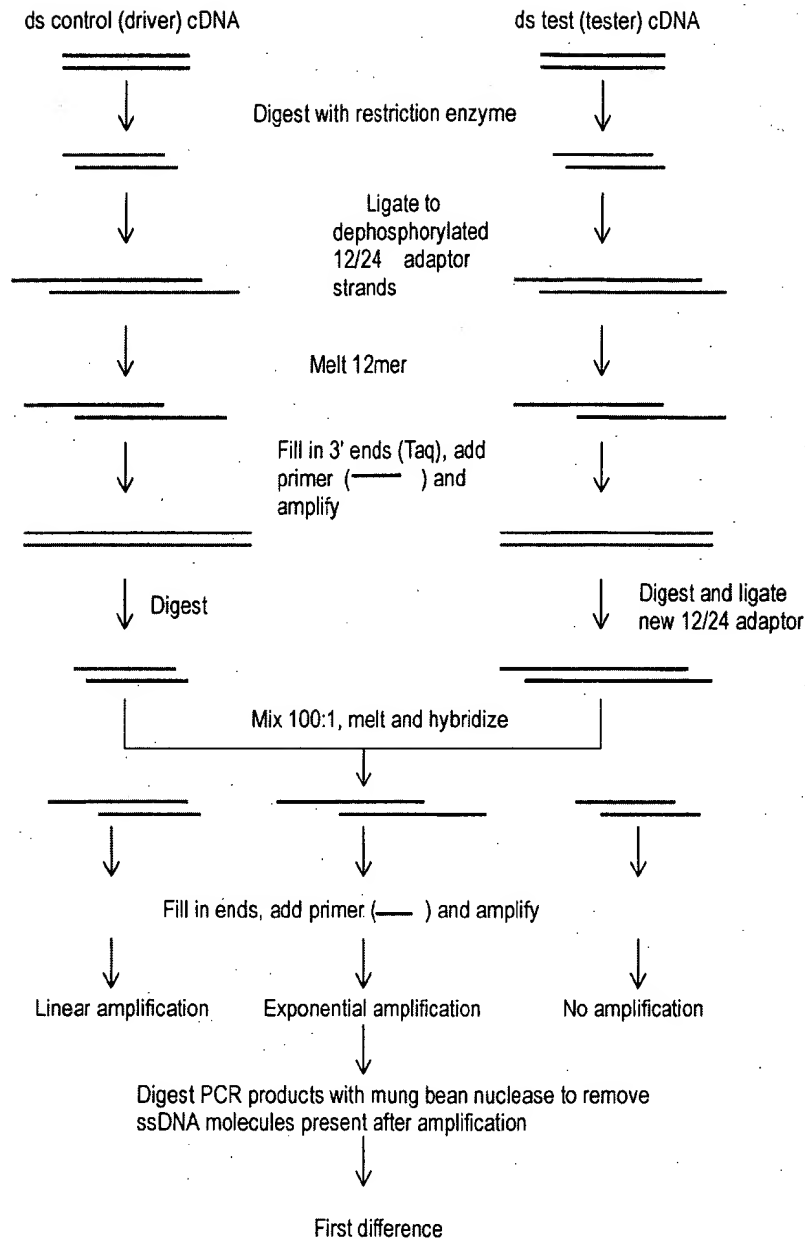 ds control (driver) cDNA
ds test (tester) cDNA
Digest with restriction enzyme
Ligate to
dephosphorylated
12/24 adaptor
strands
Melt 12mer
Fill in 3' ends (Taq), add
primer ( ) and
amplify
Digest
Digest and ligate
new 12/24 adaptor
Mix 100:1, melt and hybridize
Fill in ends, add primer ( ) and amplify
Linear amplification
Exponential amplification
No amplification
Digest PCR products with mung bean nuclease to remove
ssDNA molecules present after amplification
First difference